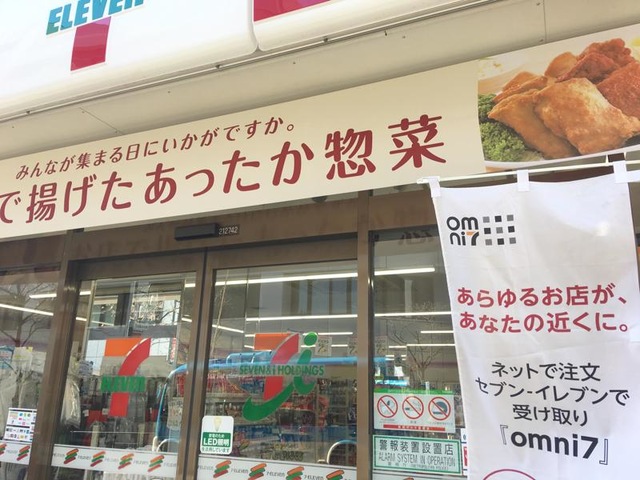 ELEVEN
みんなが集まる日にいかがですか。
で揚げたあったか惣菜
212742
omni7
あらゆるお店が、
あなたの近くに。
ネットで注文
セブン-イレブンで
受け取り
『omni7』
ELEVEN
SEVEN & i HOLDINGS
LED照明
警報装置設置店
ALARM SYSTEM IN OPERATION
7-ELEVEN